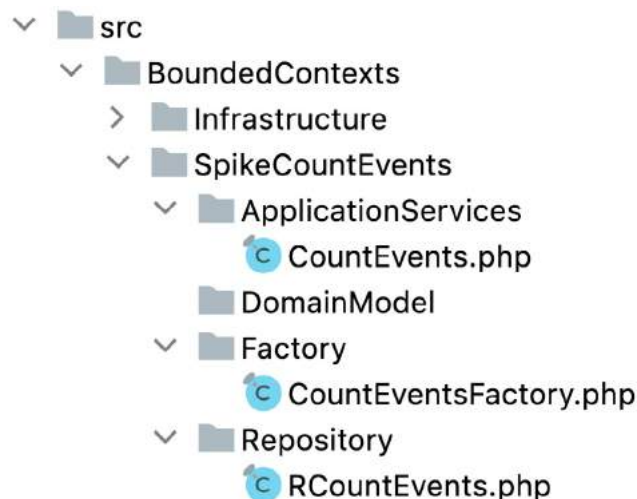 src
BoundedContexts
Infrastructure
SpikeCountEvents
ApplicationServices
C CountEvents.php
DomainModel
Factory
C CountEventsFactory.php
Repository
C RCountEvents.php